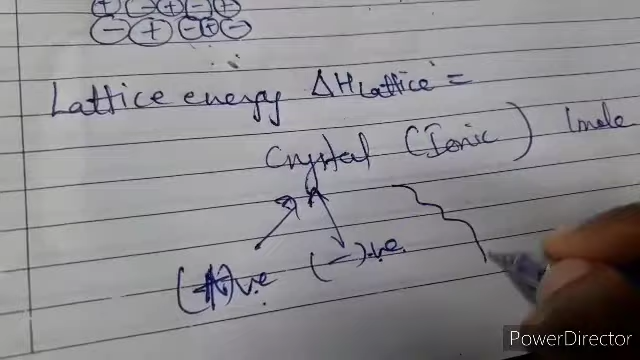 ⊕ ⊖ ⊕ ⊖ ⊕
⊖ ⊕ ⊖ ⊕ ⊖
Lattice energy ΔHLattice =
Crystal (Ionic) 1mole
(+)ve (-)ve
PowerDirector